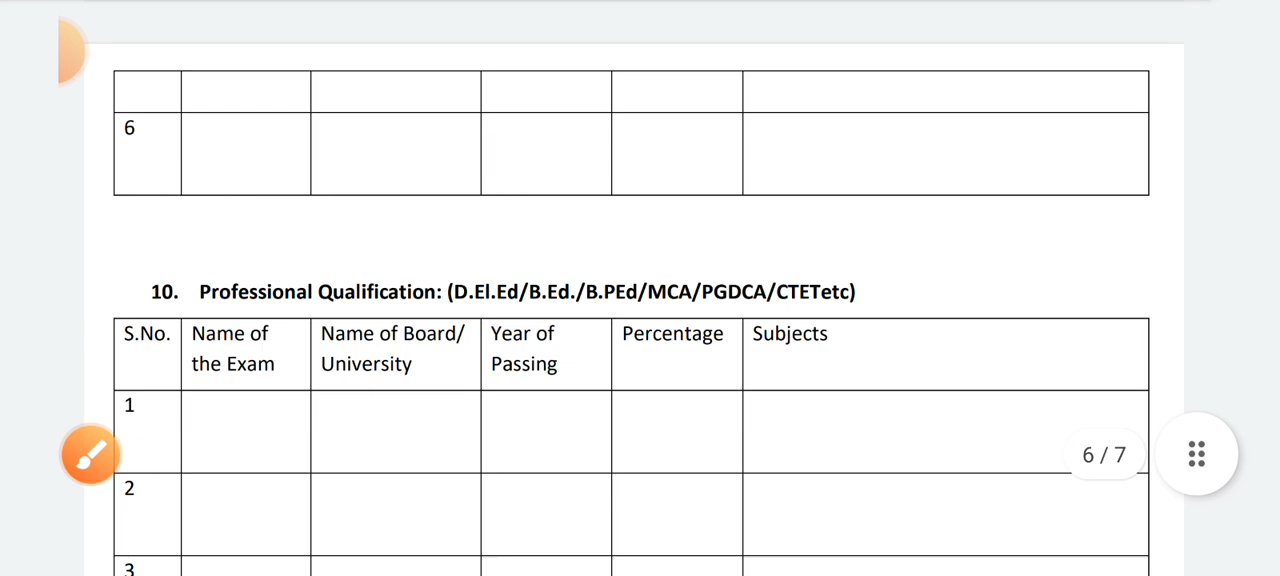 6
10. Professional Qualification: (D.El.Ed/B.Ed./B.PEd/MCA/PGDCA/CTETetc)
S.No. Name of the Exam Name of Board/ University Year of Passing Percentage Subjects
1
6 / 7
2
3